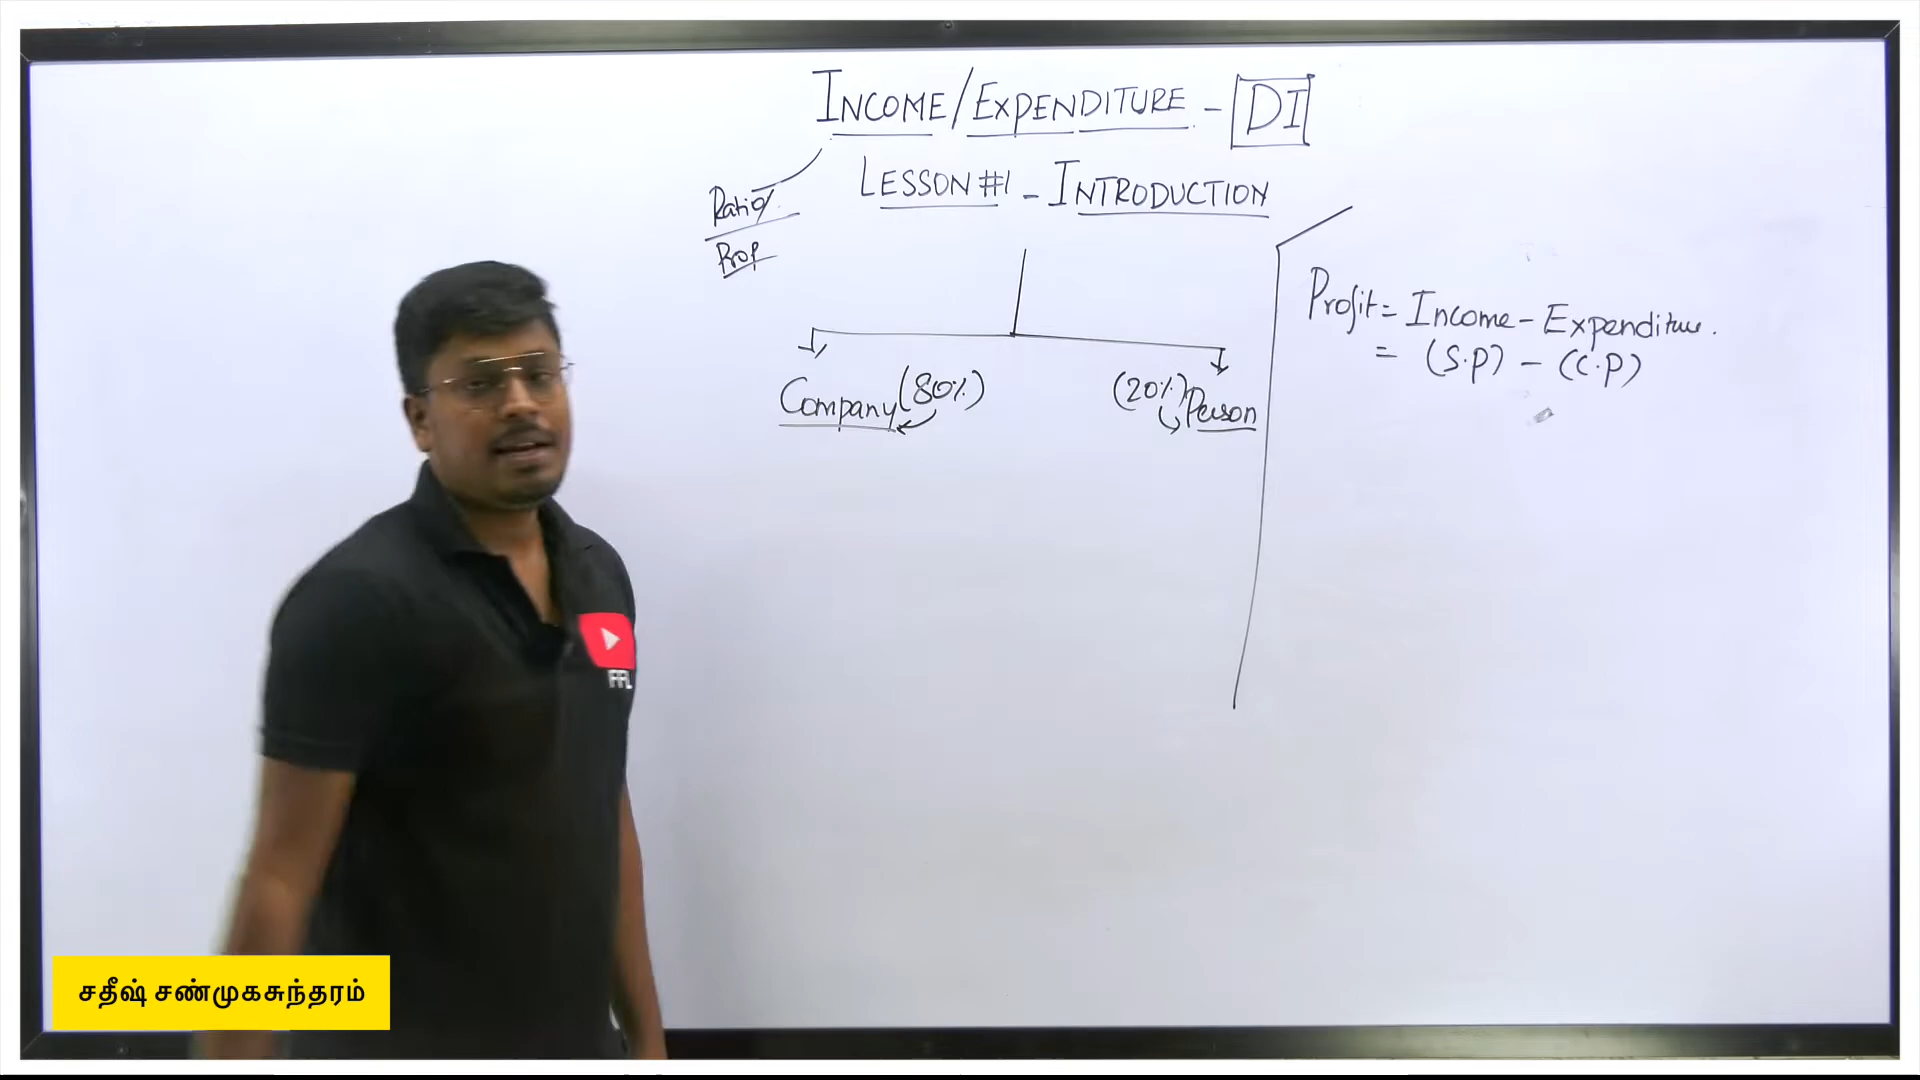 INCOME/EXPENDITURE - DI
LESSON #1 - INTRODUCTION
Ratio/
Prof
Company (80%)
(20%) Person
Profit = Income - Expenditure.
= (S.P) - (C.P)
FFL
சதீஷ் சண்முகசுந்தரம்